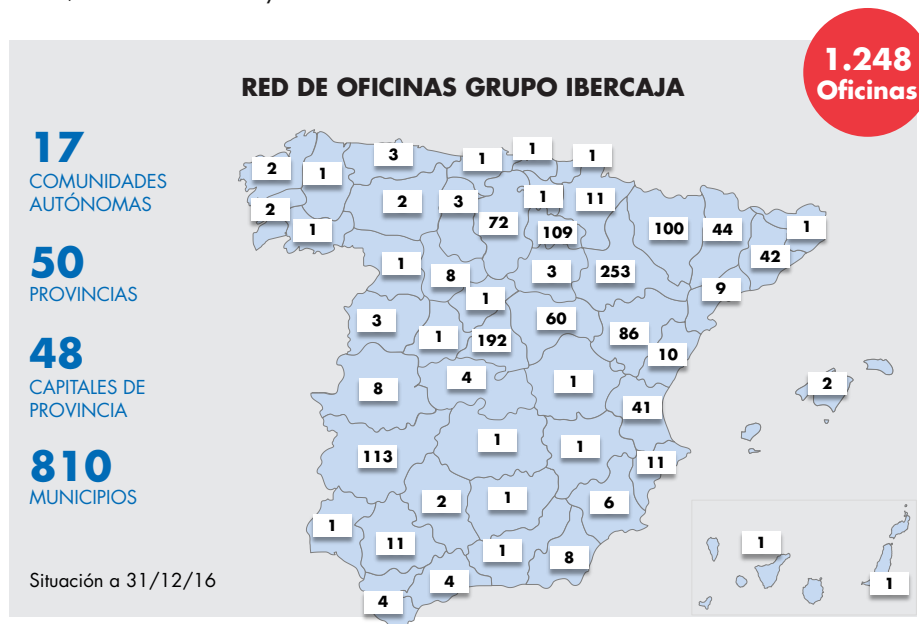 1.248
Oficinas
RED DE OFICINAS GRUPO IBERCAJA
17
COMUNIDADES
AUTÓNOMAS
50
PROVINCIAS
48
CAPITALES DE
PROVINCIA
810
MUNICIPIOS
Situación a 31/12/16
2 1 3 1 1 1
2 2 3 1 11
1 72 109 100 44 1
1 8 3 253 42
1 9
3 1 192 60 86 10
8 4 1 2
41
113 1 1 11
2 1 6
1 11 1 8 1
4 4 1